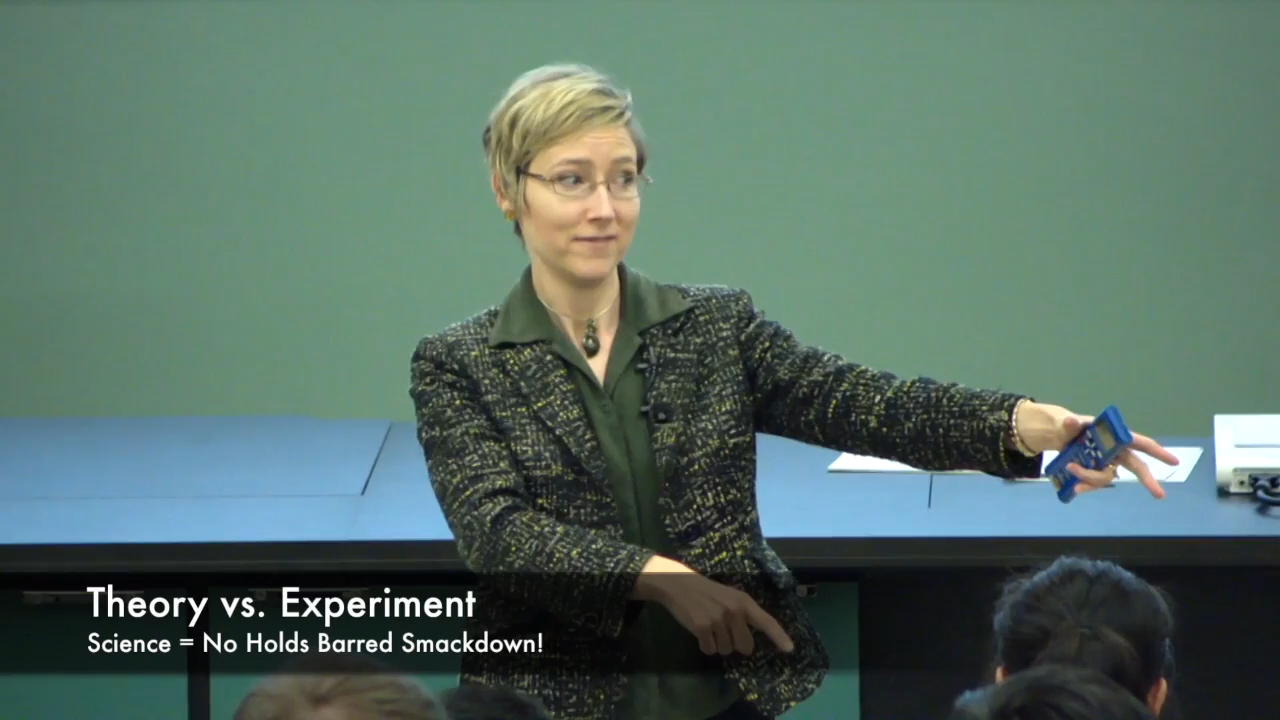 Theory vs. Experiment
Science = No Holds Barred Smackdown!